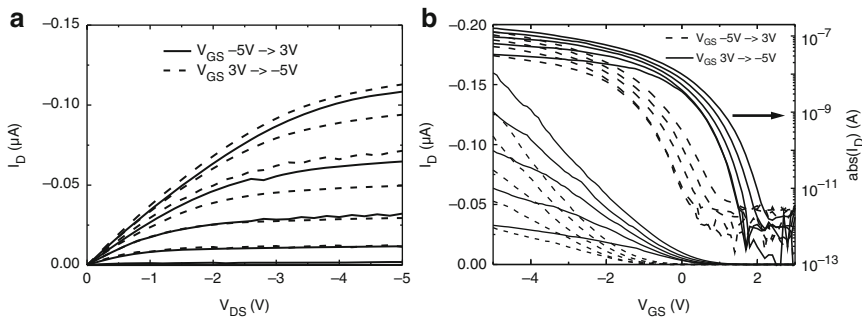 a
−0.15
−0.10
−0.05
0.00
I_D (µA)
V_GS −5V -> 3V
V_GS 3V -> −5V
0
−1
−2
−3
−4
−5
V_DS (V)
b
−0.20
−0.15
−0.10
−0.05
0.00
I_D (µA)
V_GS −5V -> 3V
V_GS 3V -> −5V
10^−7
10^−9
10^−11
10^−13
abs(I_D) (A)
−4
−2
0
2
V_GS (V)